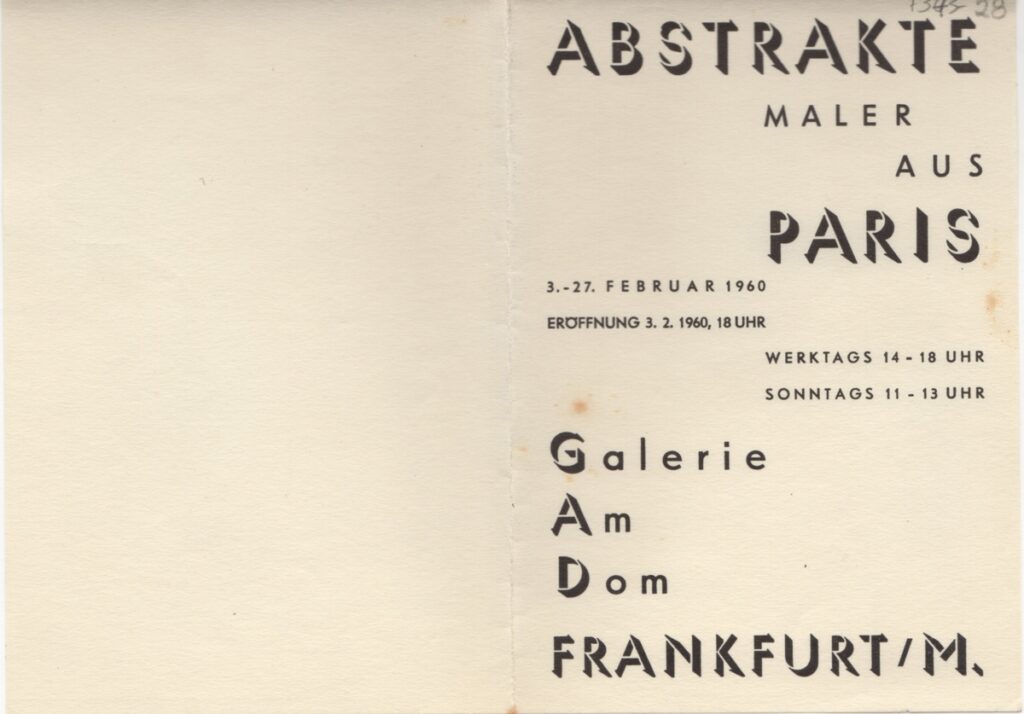 ABSTRAKTE
MALER
AUS
PARIS
3.-27. FEBRUAR 1960
ERÖFFNUNG 3. 2. 1960, 18 UHR
WERKTAGS 14 - 18 UHR
SONNTAGS 11 - 13 UHR
Galerie
Am
Dom
FRANKFURT/M.